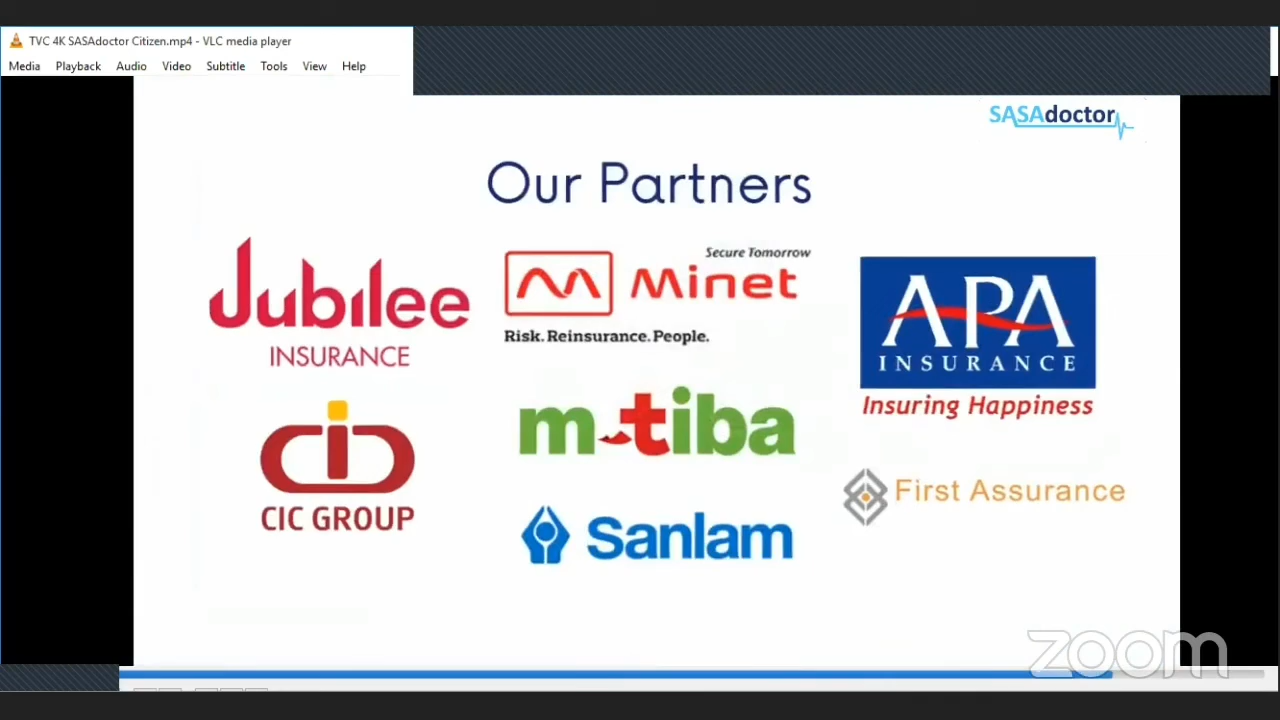 TVC 4K SASAdoctor Citizen.mp4 - VLC media player
Media Playback Audio Video Subtitle Tools View Help
SASAdoctor
Our Partners
Jubilee
INSURANCE
Secure Tomorrow
Minet
Risk. Reinsurance. People.
APA
INSURANCE
Insuring Happiness
CIC GROUP
m-tiba
Sanlam
First Assurance
zoom